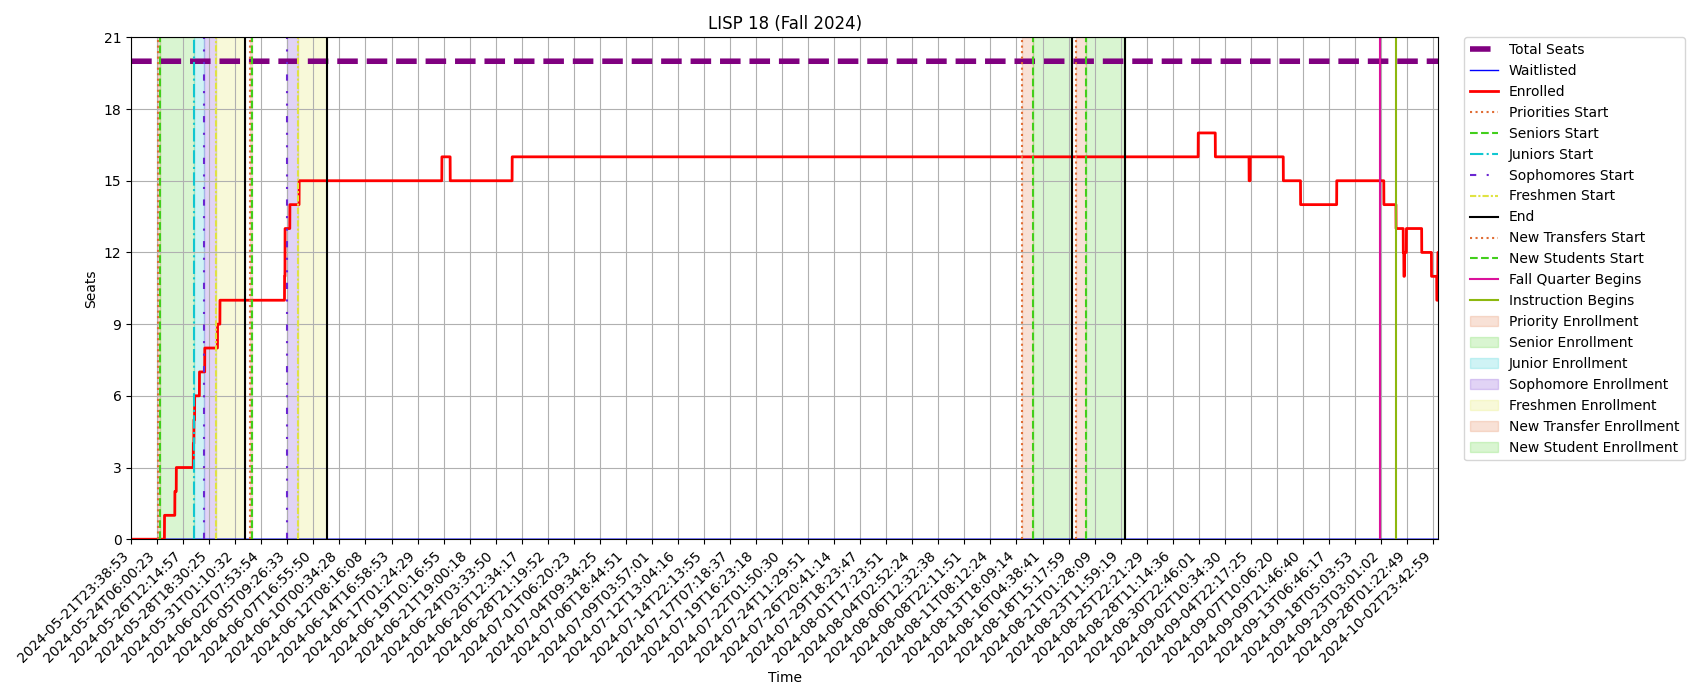 LISP 18 (Fall 2024)
21
18
15
12
9
6
3
0
Seats
2024-05-21T23:38:53
2024-05-24T06:00:23
2024-05-26T12:14:57
2024-05-28T18:30:25
2024-05-31T01:10:32
2024-06-02T07:53:54
2024-06-05T09:26:33
2024-06-07T16:55:50
2024-06-10T00:34:28
2024-06-12T08:16:08
2024-06-14T16:58:53
2024-06-17T01:24:29
2024-06-19T10:16:55
2024-06-21T19:00:18
2024-06-24T03:33:50
2024-06-26T12:34:17
2024-06-28T21:19:52
2024-07-01T06:20:23
2024-07-04T09:34:25
2024-07-06T18:44:51
2024-07-09T03:57:01
2024-07-12T13:04:16
2024-07-14T22:13:55
2024-07-17T07:18:37
2024-07-19T16:23:18
2024-07-22T01:50:30
2024-07-24T11:29:51
2024-07-26T20:41:14
2024-07-29T18:23:47
2024-08-01T17:23:51
2024-08-04T02:52:24
2024-08-06T12:32:38
2024-08-08T22:11:51
2024-08-11T08:12:24
2024-08-13T18:09:14
2024-08-16T04:38:41
2024-08-18T15:17:59
2024-08-21T01:28:09
2024-08-23T11:59:19
2024-08-25T22:21:29
2024-08-28T11:14:36
2024-08-30T22:46:01
2024-09-02T10:34:30
2024-09-04T22:17:25
2024-09-07T10:06:20
2024-09-09T21:46:40
2024-09-13T06:46:17
2024-09-18T05:03:53
2024-09-23T03:01:02
2024-09-28T01:22:49
2024-10-02T23:42:59
Time
Total Seats
Waitlisted
Enrolled
Priorities Start
Seniors Start
Juniors Start
Sophomores Start
Freshmen Start
End
New Transfers Start
New Students Start
Fall Quarter Begins
Instruction Begins
Priority Enrollment
Senior Enrollment
Junior Enrollment
Sophomore Enrollment
Freshmen Enrollment
New Transfer Enrollment
New Student Enrollment